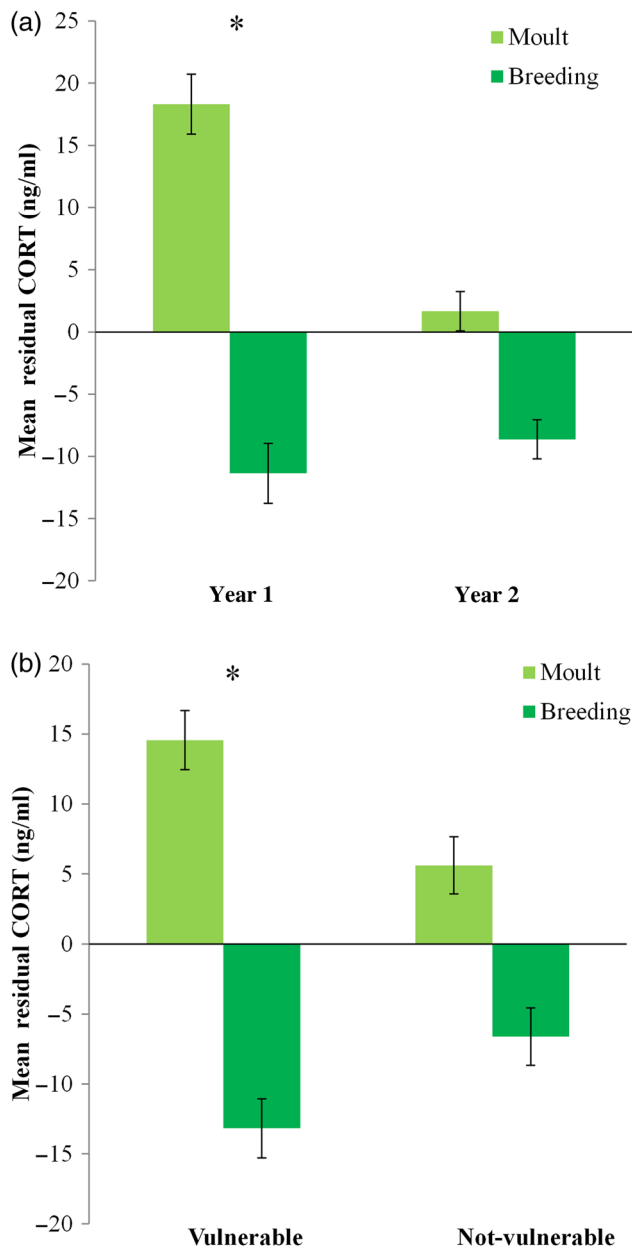 (a)
25
20
15
10
5
0
−5
−10
−15
−20
Mean residual CORT (ng/ml)
*
Moult
Breeding
Year 1 Year 2
(b)
20
15
10
5
0
−5
−10
−15
−20
Mean residual CORT (ng/ml)
*
Moult
Breeding
Vulnerable Not-vulnerable